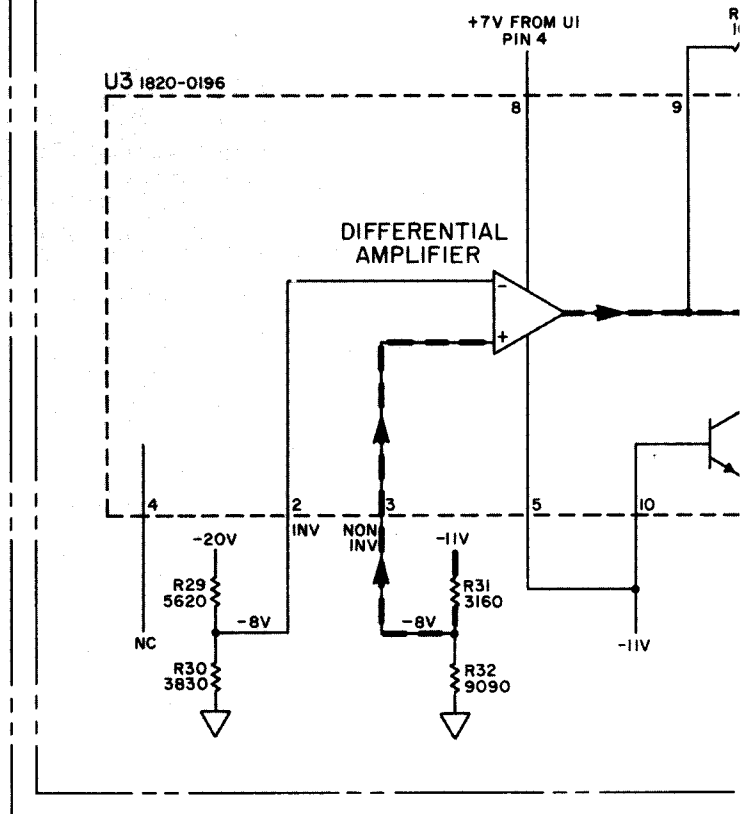 +7V FROM U1
PIN 4
R
U3 1820-0196
8
9
DIFFERENTIAL
AMPLIFIER
-
+
4
2
3
5
10
INV
NON
INV
-20V
-11V
R29
5620
R31
3160
-8V
-8V
NC
-11V
R30
3830
R32
9090